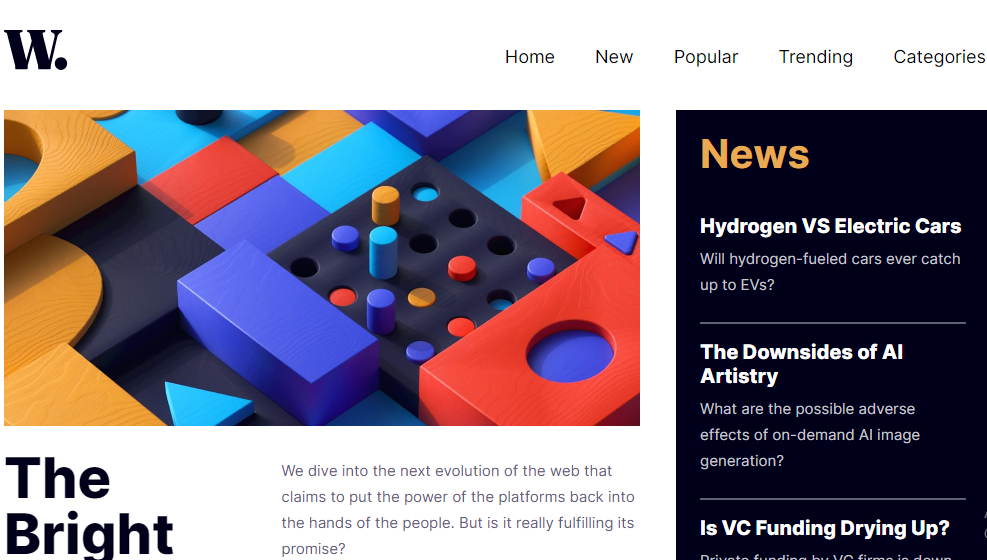 W.
Home New Popular Trending Categories
News
Hydrogen VS Electric Cars
Will hydrogen-fueled cars ever catch
up to EVs?
The Downsides of AI
Artistry
What are the possible adverse
effects of on-demand AI image
generation?
Is VC Funding Drying Up?
Private funding by VC firms is down
The
Bright
We dive into the next evolution of the web that
claims to put the power of the platforms back into
the hands of the people. But is it really fulfilling its
promise?